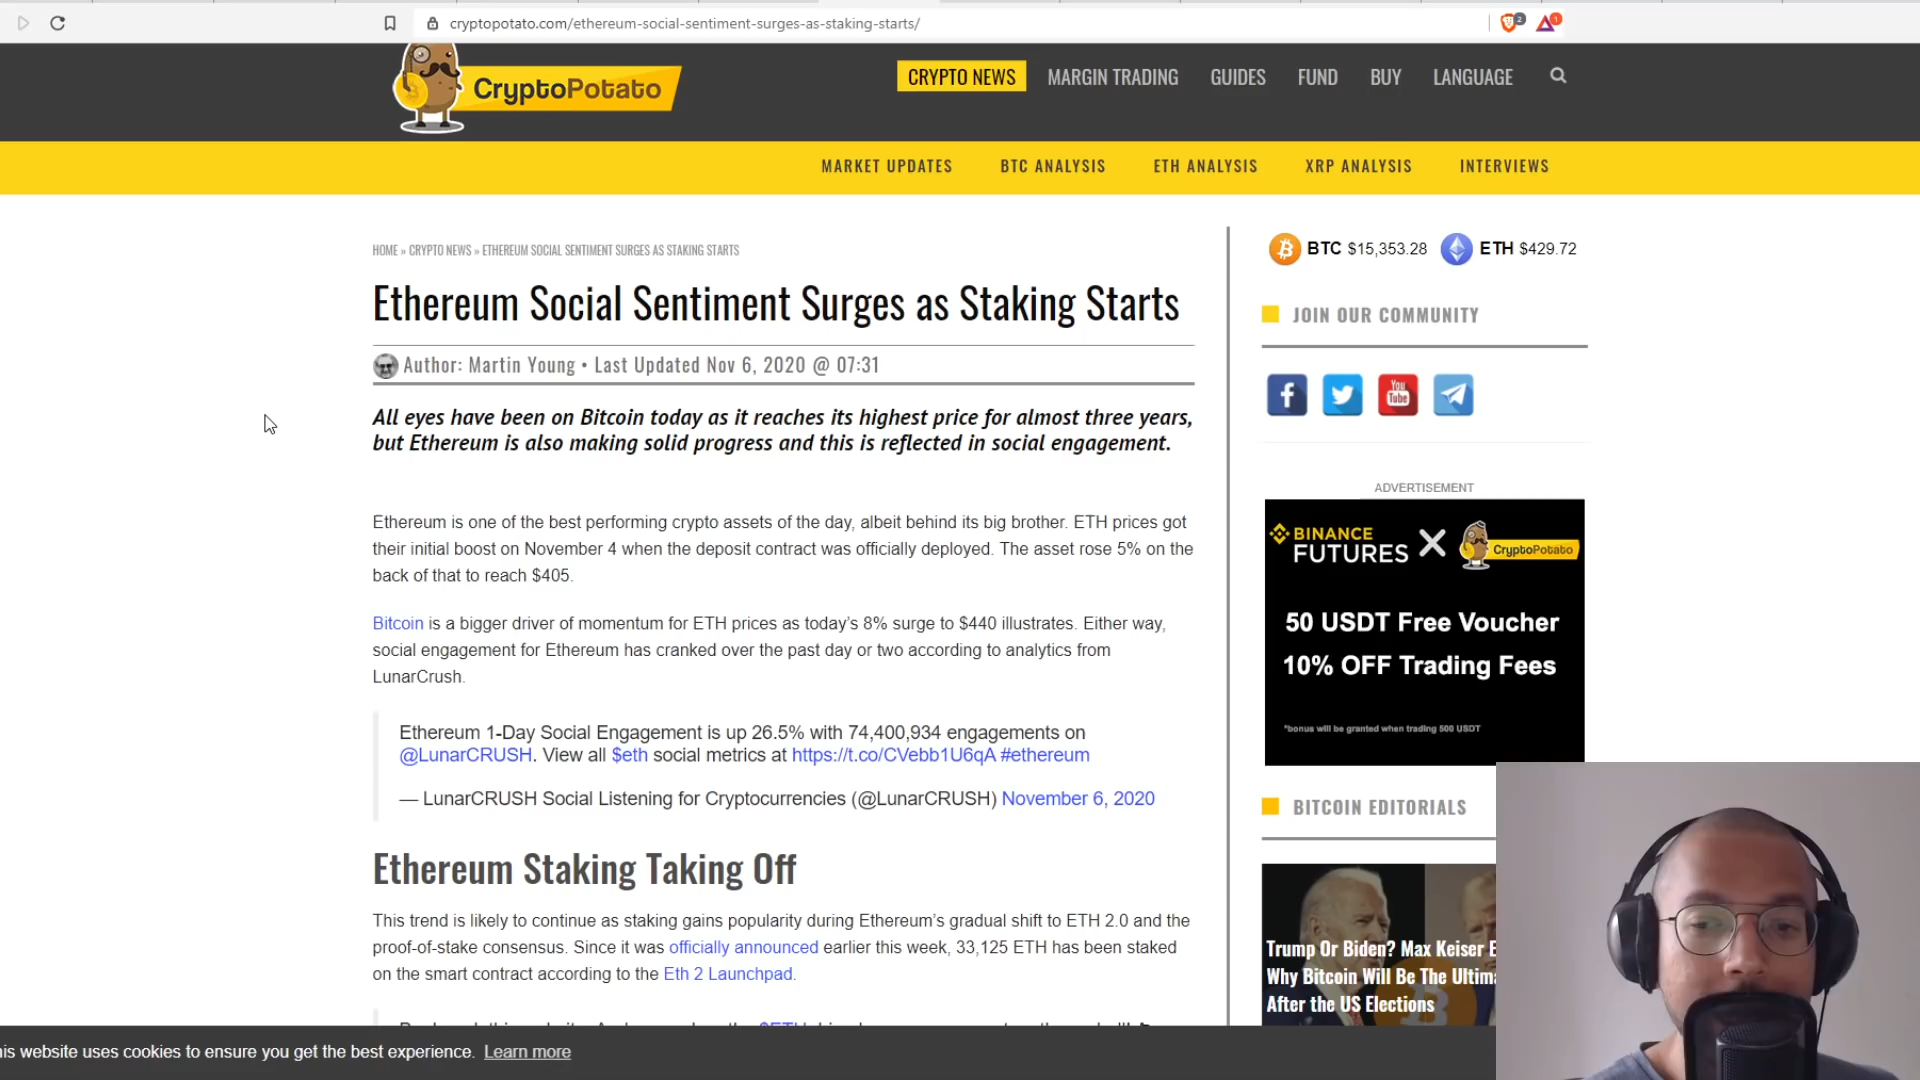 cryptopotato.com/ethereum-social-sentiment-surges-as-staking-starts/
2
1
CryptoPotato
CRYPTO NEWS
MARGIN TRADING
GUIDES
FUND
BUY
LANGUAGE
MARKET UPDATES
BTC ANALYSIS
ETH ANALYSIS
XRP ANALYSIS
INTERVIEWS
HOME » CRYPTO NEWS » ETHEREUM SOCIAL SENTIMENT SURGES AS STAKING STARTS
Ethereum Social Sentiment Surges as Staking Starts
Author: Martin Young • Last Updated Nov 6, 2020 @ 07:31
All eyes have been on Bitcoin today as it reaches its highest price for almost three years,
but Ethereum is also making solid progress and this is reflected in social engagement.
Ethereum is one of the best performing crypto assets of the day, albeit behind its big brother. ETH prices got
their initial boost on November 4 when the deposit contract was officially deployed. The asset rose 5% on the
back of that to reach $405.
Bitcoin is a bigger driver of momentum for ETH prices as today's 8% surge to $440 illustrates. Either way,
social engagement for Ethereum has cranked over the past day or two according to analytics from
LunarCrush.
Ethereum 1-Day Social Engagement is up 26.5% with 74,400,934 engagements on
@LunarCRUSH. View all $eth social metrics at https://t.co/CVebb1U6qA #ethereum
— LunarCRUSH Social Listening for Cryptocurrencies (@LunarCRUSH) November 6, 2020
Ethereum Staking Taking Off
This trend is likely to continue as staking gains popularity during Ethereum's gradual shift to ETH 2.0 and the
proof-of-stake consensus. Since it was officially announced earlier this week, 33,125 ETH has been staked
on the smart contract according to the Eth 2 Launchpad.
BTC $15,353.28
ETH $429.72
JOIN OUR COMMUNITY
You
Tube
ADVERTISEMENT
BINANCE
FUTURES
X
CryptoPotato
50 USDT Free Voucher
10% OFF Trading Fees
*bonus will be granted when trading 500 USDT
BITCOIN EDITORIALS
Trump Or Biden? Max Keiser E
Why Bitcoin Will Be The Ultima
After the US Elections
is website uses cookies to ensure you get the best experience. Learn more